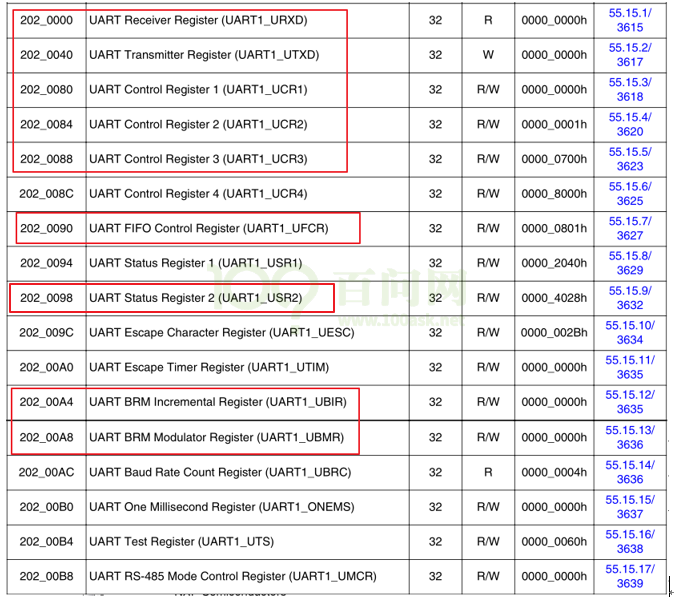 202_0000 UART Receiver Register (UART1_URXD) 32 R 0000_0000h 55.15.1/
3615
202_0040 UART Transmitter Register (UART1_UTXD) 32 W 0000_0000h 55.15.2/
3617
202_0080 UART Control Register 1 (UART1_UCR1) 32 R/W 0000_0000h 55.15.3/
3618
202_0084 UART Control Register 2 (UART1_UCR2) 32 R/W 0000_0001h 55.15.4/
3620
202_0088 UART Control Register 3 (UART1_UCR3) 32 R/W 0000_0700h 55.15.5/
3623
202_008C UART Control Register 4 (UART1_UCR4) 32 R/W 0000_8000h 55.15.6/
3625
202_0090 UART FIFO Control Register (UART1_UFCR) 32 R/W 0000_0801h 55.15.7/
3627
202_0094 UART Status Register 1 (UART1_USR1) 32 R/W 0000_2040h 55.15.8/
3629
百问网
202_0098 UART Status Register 2 (UART1_USR2) 32 R/W 0000_4028h 55.15.9/
3632
www.100ask.net
202_009C UART Escape Character Register (UART1_UESC) 32 R/W 0000_002Bh 55.15.10/
3634
202_00A0 UART Escape Timer Register (UART1_UTIM) 32 R/W 0000_0000h 55.15.11/
3635
202_00A4 UART BRM Incremental Register (UART1_UBIR) 32 R/W 0000_0000h 55.15.12/
3635
202_00A8 UART BRM Modulator Register (UART1_UBMR) 32 R/W 0000_0000h 55.15.13/
3636
202_00AC UART Baud Rate Count Register (UART1_UBRC) 32 R 0000_0004h 55.15.14/
3636
202_00B0 UART One Millisecond Register (UART1_ONEMS) 32 R/W 0000_0000h 55.15.15/
3637
202_00B4 UART Test Register (UART1_UTS) 32 R/W 0000_0060h 55.15.16/
3638
202_00B8 UART RS-485 Mode Control Register (UART1_UMCR) 32 R/W 0000_0000h 55.15.17/
3639